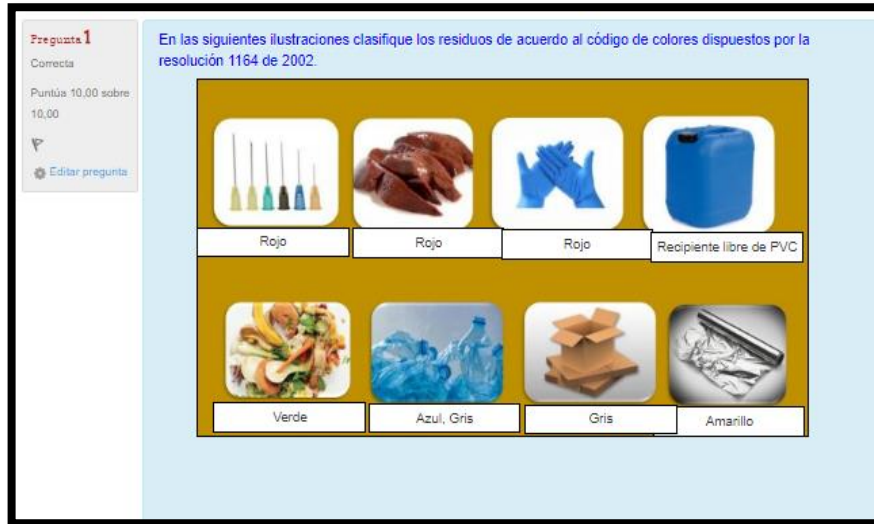 Pregunta 1
Correcta
Puntúa 10,00 sobre
10,00
Editar pregunta
En las siguientes ilustraciones clasifique los residuos de acuerdo al código de colores dispuestos por la
resolución 1164 de 2002.
Rojo
Rojo
Rojo
Recipiente libre de PVC
Verde
Azul, Gris
Gris
Amarillo